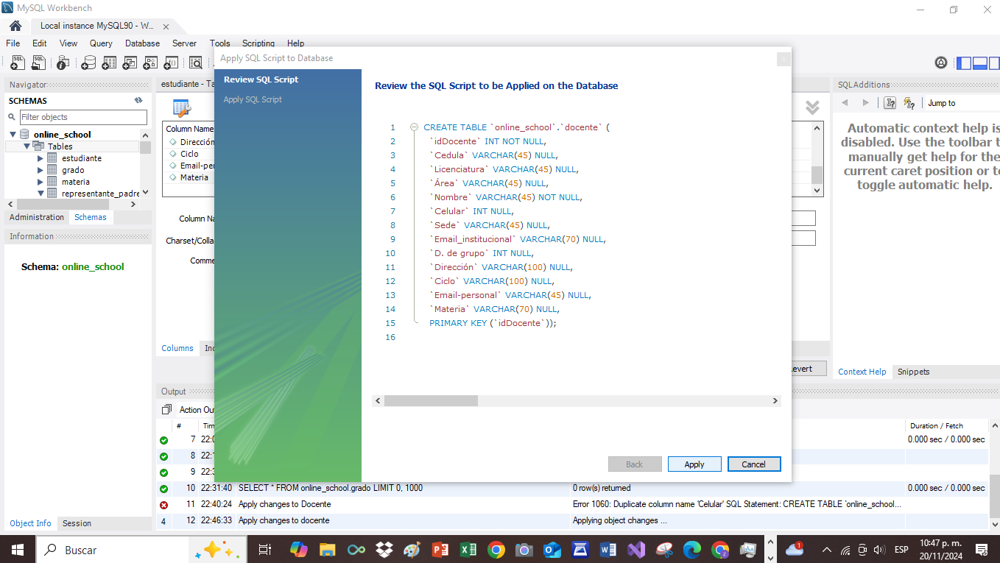 MySQL Workbench
Local instance MySQL90 - W...
File Edit View Query Database Server Tools Scripting Help
Navigator
SCHEMAS
Filter objects
online_school
Tables
estudiante
grado
materia
representante_padre
Administration Schemas
Information
Schema: online_school
Object Info Session
estudiante - Ta
Column Name
Dirección
Ciclo
Email-per
Materia
Column Na
Charset/Colla
Comme
Columns Ind
Apply SQL Script to Database
Review SQL Script
Apply SQL Script
Review the SQL Script to be Applied on the Database
1 CREATE TABLE `online_school`.`docente` (
2 `idDocente` INT NOT NULL,
3 `Cedula` VARCHAR(45) NULL,
4 `Licenciatura` VARCHAR(45) NULL,
5 `Área` VARCHAR(45) NULL,
6 `Nombre` VARCHAR(45) NOT NULL,
7 `Celular` INT NULL,
8 `Sede` VARCHAR(45) NULL,
9 `Email_institucional` VARCHAR(70) NULL,
10 `D. de grupo` INT NULL,
11 `Dirección` VARCHAR(100) NULL,
12 `Ciclo` VARCHAR(100) NULL,
13 `Email-personal` VARCHAR(45) NULL,
14 `Materia` VARCHAR(70) NULL,
15 PRIMARY KEY (`idDocente`));
16
Back Apply Cancel
evert
SQLAdditions
Jump to
Automatic context help is
disabled. Use the toolbar t
manually get help for the
current caret position or to
toggle automatic help.
Context Help Snippets
Output
Action Ou
# Tim Duration / Fetch
7 22:0 0.000 sec / 0.000 sec
8 22:
9 22:3
10 22:31:40 SELECT * FROM online_school.grado LIMIT 0, 1000 0 row(s) returned 0.000 sec / 0.000 sec
11 22:40:24 Apply changes to Docente Error 1060: Duplicate column name 'Celular' SQL Statement: CREATE TABLE `online_school...
4 12 22:46:33 Apply changes to docente Applying object changes ...
Buscar
1
ESP
10:47 p. m.
20/11/2024